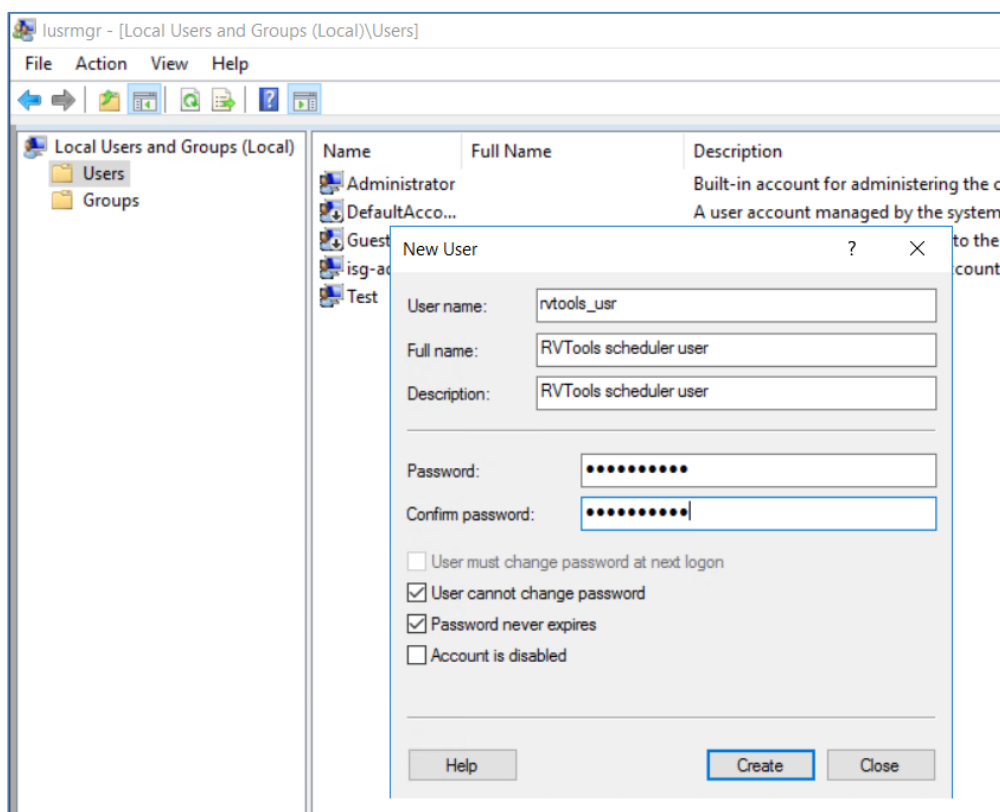 lusrmgr - [Local Users and Groups (Local)\Users]
File Action View Help
Local Users and Groups (Local)
Users
Groups
Name Full Name Description
Administrator Built-in account for administering the c
DefaultAcco... A user account managed by the system
Guest to the
isg-ad count
Test
New User
User name: rvtools_usr
Full name: RVTools scheduler user
Description: RVTools scheduler user
Password: ●●●●●●●●●●
Confirm password: ●●●●●●●●●●
User must change password at next logon
User cannot change password
Password never expires
Account is disabled
Help Create Close